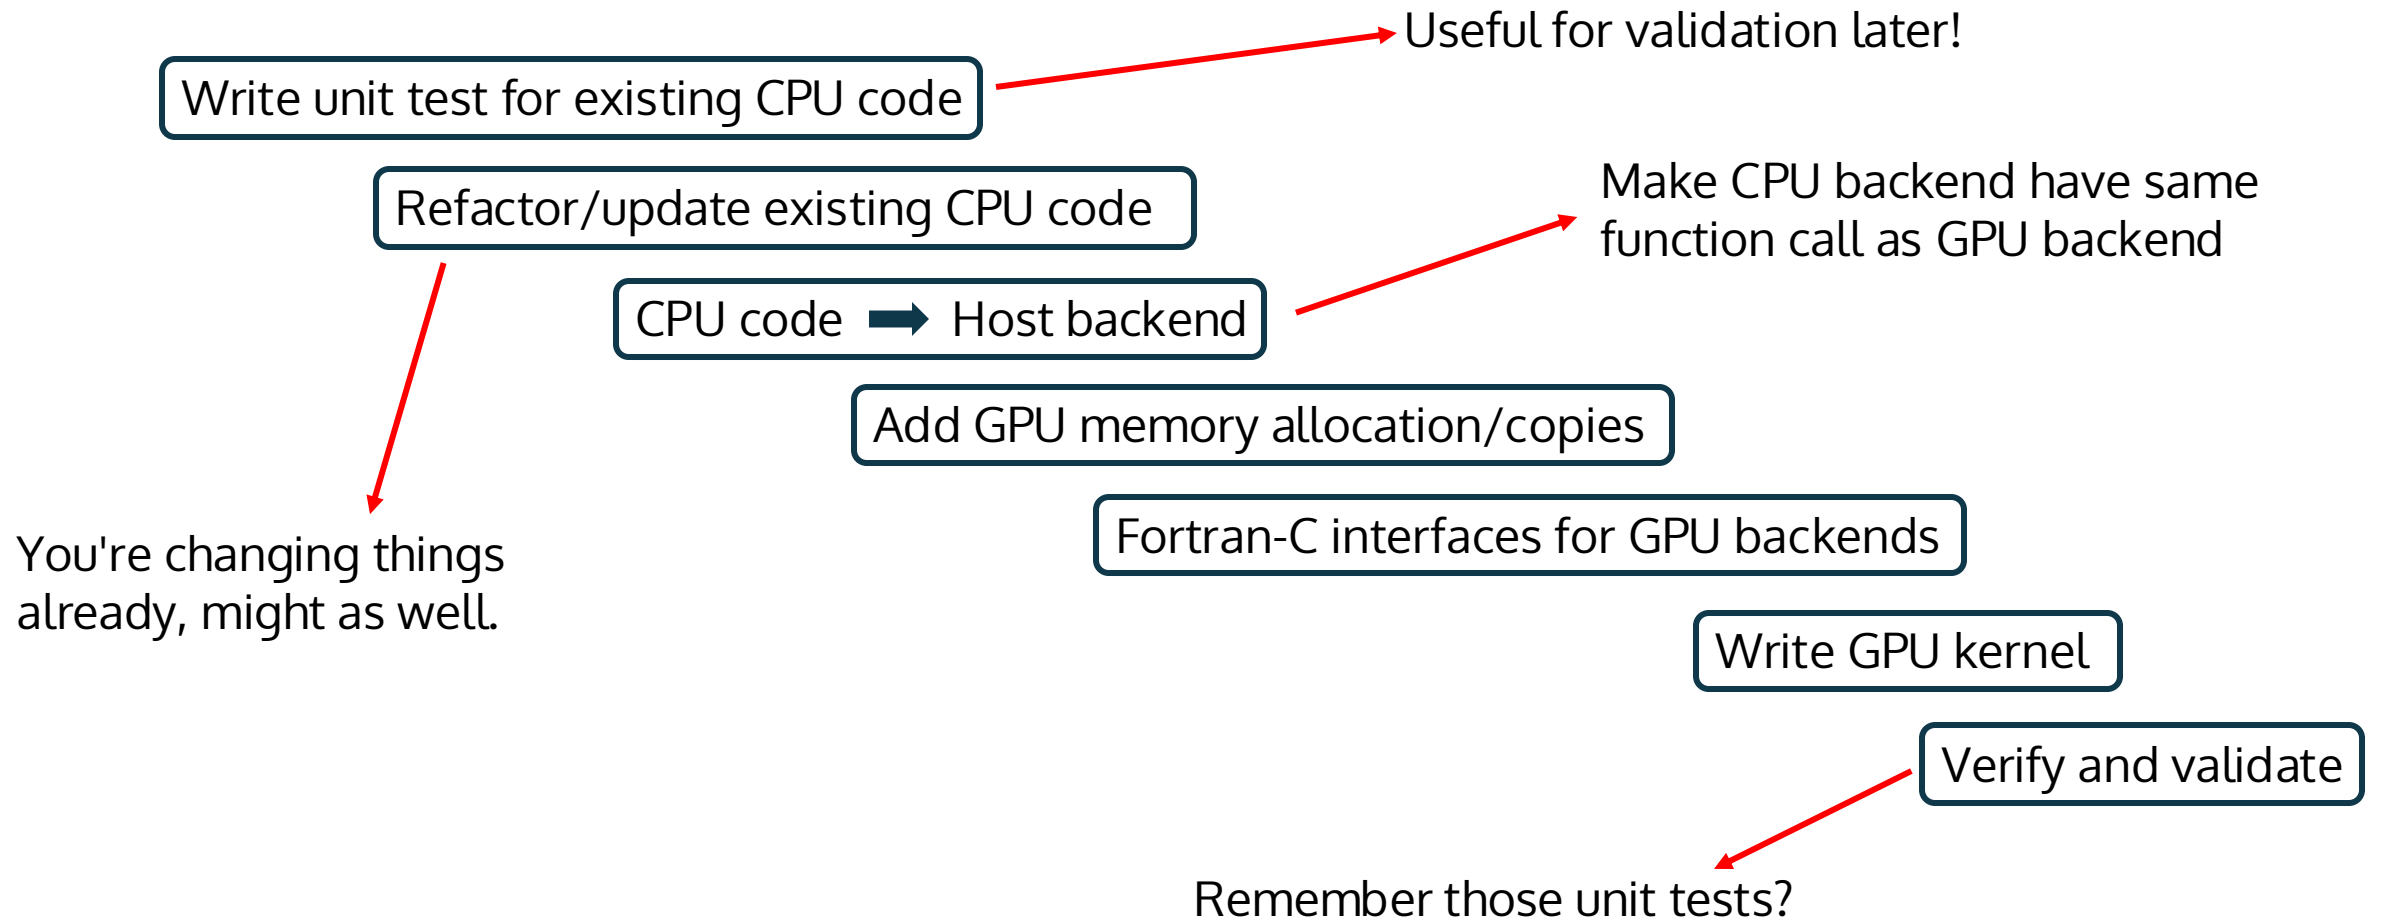 Useful for validation later!
Write unit test for existing CPU code
Refactor/update existing CPU code
Make CPU backend have same
function call as GPU backend
CPU code Host backend
Add GPU memory allocation/copies
Fortran-C interfaces for GPU backends
You're changing things
already, might as well.
Write GPU kernel
Verify and validate
Remember those unit tests?